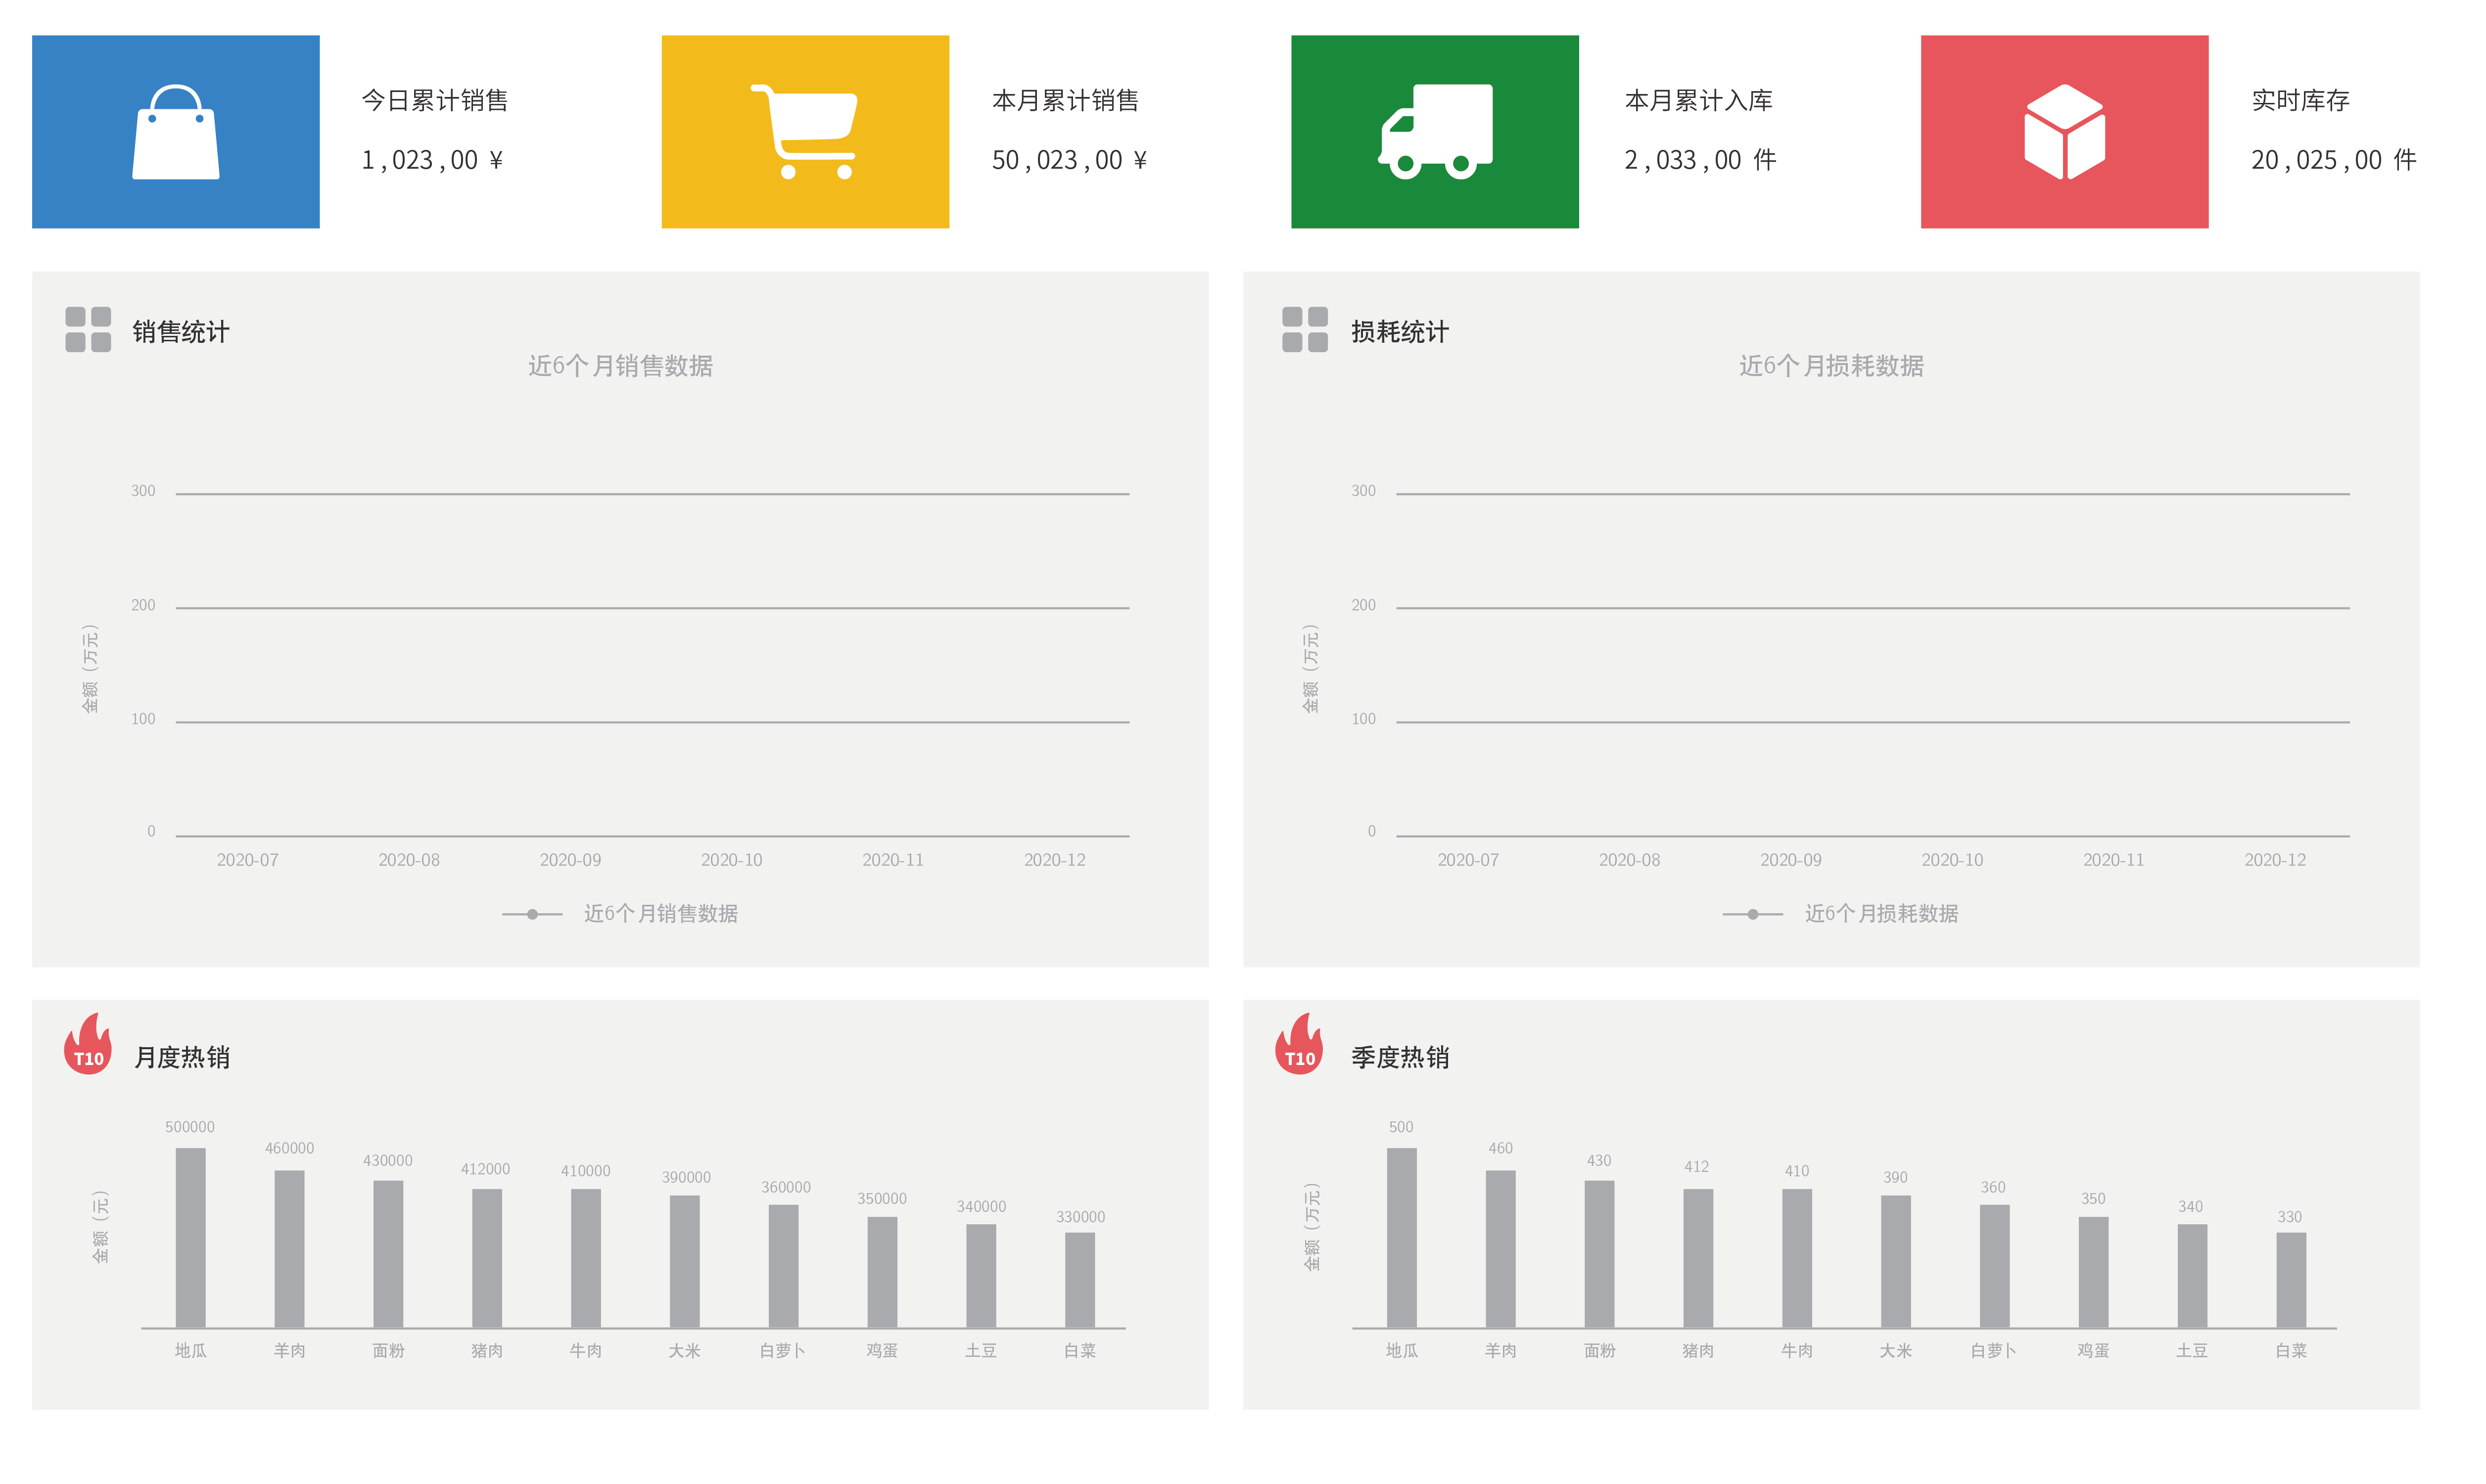 今日累计销售
1,023,00 ¥
本月累计销售
50,023,00 ¥
本月累计入库
2,033,00 件
实时库存
20,025,00 件
销售统计
近6个月销售数据
300
200
100
0
金额（万元）
2020-07 2020-08 2020-09 2020-10 2020-11 2020-12
近6个月销售数据
损耗统计
近6个月损耗数据
300
200
100
0
金额（万元）
2020-07 2020-08 2020-09 2020-10 2020-11 2020-12
近6个月损耗数据
T10
月度热销
500000 460000 430000 412000 410000 390000 360000 350000 340000 330000
金额（元）
地瓜 羊肉 面粉 猪肉 牛肉 大米 白萝卜 鸡蛋 土豆 白菜
T10
季度热销
500 460 430 412 410 390 360 350 340 330
金额（万元）
地瓜 羊肉 面粉 猪肉 牛肉 大米 白萝卜 鸡蛋 土豆 白菜